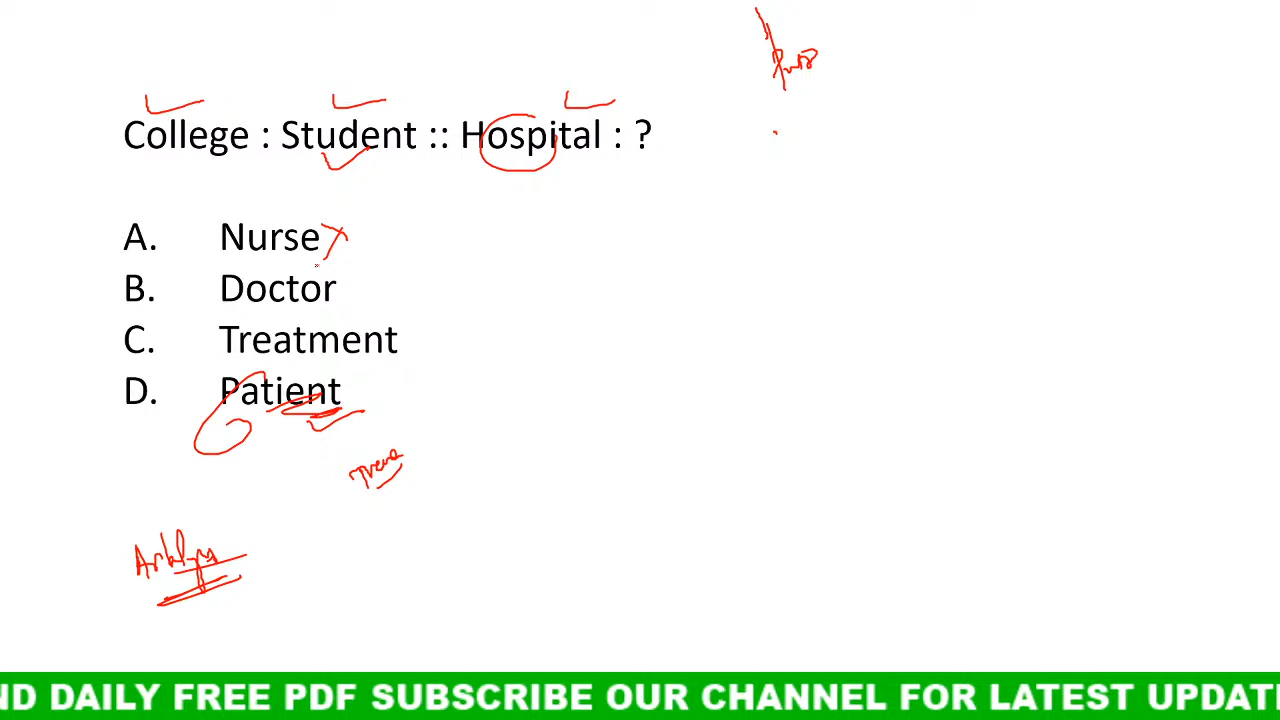 College : Student :: Hospital : ?
A. Nurse
B. Doctor
C. Treatment
D. Patient
ND DAILY FREE PDF SUBSCRIBE OUR CHANNEL FOR LATEST UPDAT